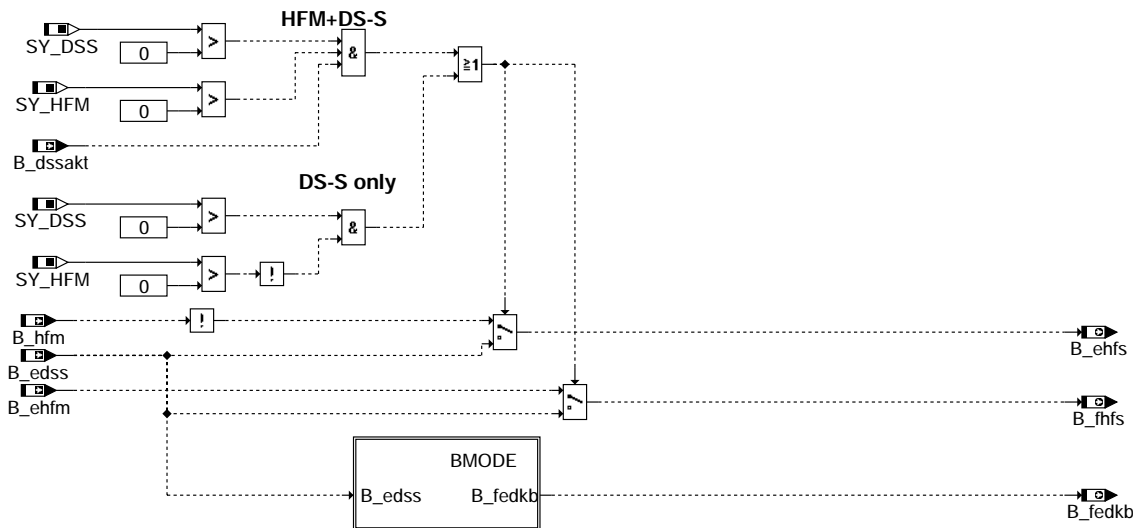 HFM+DS-S
SY_DSS
0
>
&
≥1
SY_HFM
0
>
B_dssakt
DS-S only
SY_DSS
0
>
&
SY_HFM
0
>
!
B_hfm
!
B_ehfs
B_edss
B_ehfm
B_fhfs
BMODE
B_edss
B_fedkb
B_fedkb